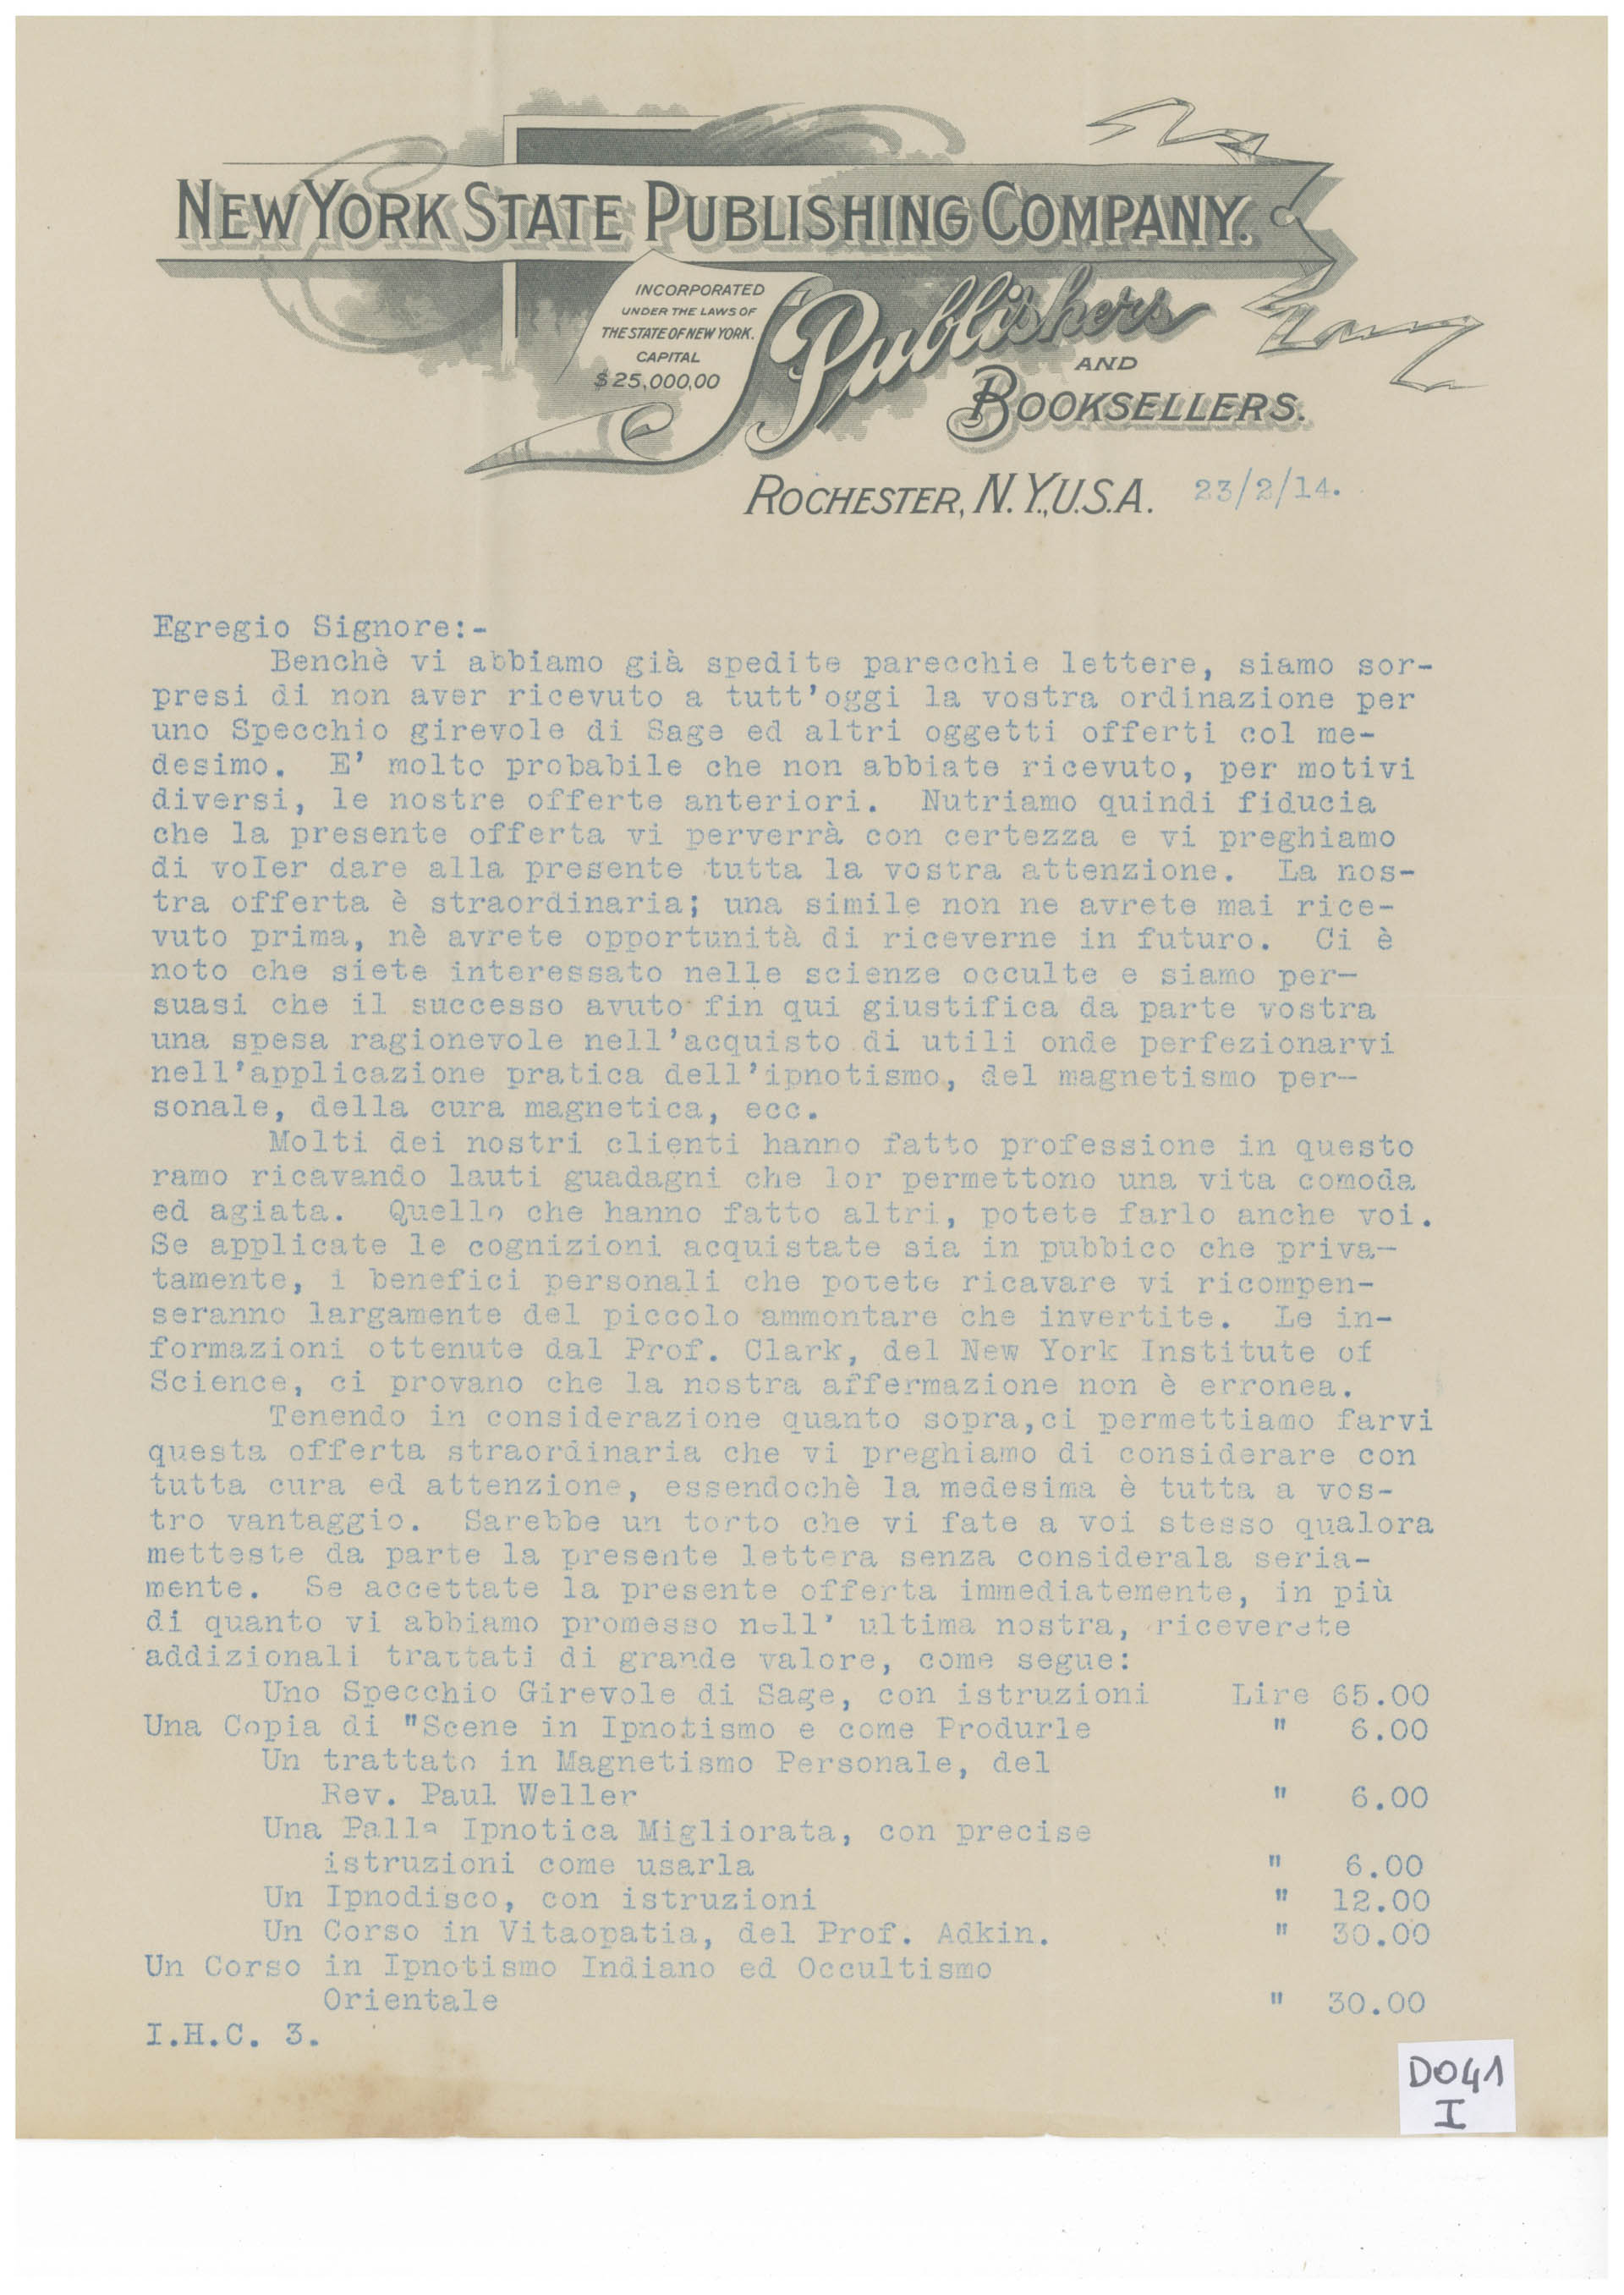 NEW YORK STATE PUBLISHING COMPANY.
INCORPORATED
UNDER THE LAWS OF
THE STATE OF NEW YORK.
CAPITAL
$25,000,00
Publishers
AND
BOOKSELLERS.
ROCHESTER, N.Y.,U.S.A. 23/2/14.
Egregio Signore:-
Benchè vi abbiamo già spedite parecchie lettere, siamo sor-
presi di non aver ricevuto a tutt'oggi la vostra ordinazione per
uno Specchio girevole di Sage ed altri oggetti offerti col me-
desimo. E' molto probabile che non abbiate ricevuto, per motivi
diversi, le nostre offerte anteriori. Nutriamo quindi fiducia
che la presente offerta vi perverrà con certezza e vi preghiamo
di voIer dare alla presente tutta la vostra attenzione. La nos-
tra offerta è straordinaria; una simile non ne avrete mai rice-
vuto prima, nè avrete opportunità di riceverne in futuro. Ci è
noto che siete interessato nelle scienze occulte e siamo per-
suasi che il successo avuto fin qui giustifica da parte vostra
una spesa ragionevole nell'acquisto di utili onde perfezionarvi
nell'applicazione pratica dell'ipnotismo, del magnetismo per-
sonale, della cura magnetica, ecc.
Molti dei nostri clienti hanno fatto professione in questo
ramo ricavando lauti guadagni che lor permettono una vita comoda
ed agiata. Quello che hanno fatto altri, potete farlo anche voi.
Se applicate le cognizioni acquistate sia in pubbico che priva-
tamente, i benefici personali che potete ricavare vi ricompen-
seranno largamente del piccolo ammontare che invertite. Le in-
formazioni ottenute dal Prof. Clark, del New York Institute of
Science, ci provano che la nostra affermazione non è erronea.
Tenendo in considerazione quanto sopra,ci permettiamo farvi
questa offerta straordinaria che vi preghiamo di considerare con
tutta cura ed attenzione, essendochè la medesima è tutta a vos-
tro vantaggio. Sarebbe un torto che vi fate a voi stesso qualora
metteste da parte la presente lettera senza considerala seria-
mente. Se accettate la presente offerta immediatemente, in più
di quanto vi abbiamo promesso nell' ultima nostra, riceverete
addizionali trattati di grande valore, come segue:
Uno Specchio Girevole di Sage, con istruzioni Lire 65.00
Una Copia di "Scene in Ipnotismo e come Produrle " 6.00
Un trattato in Magnetismo Personale, del
Rev. Paul Weller " 6.00
Una Palla Ipnotica Migliorata, con precise
istruzioni come usarla " 6.00
Un Ipnodisco, con istruzioni " 12.00
Un Corso in Vitaopatia, del Prof. Adkin. " 30.00
Un Corso in Ipnotismo Indiano ed Occultismo
Orientale " 30.00
I.H.C. 3.
D041
I